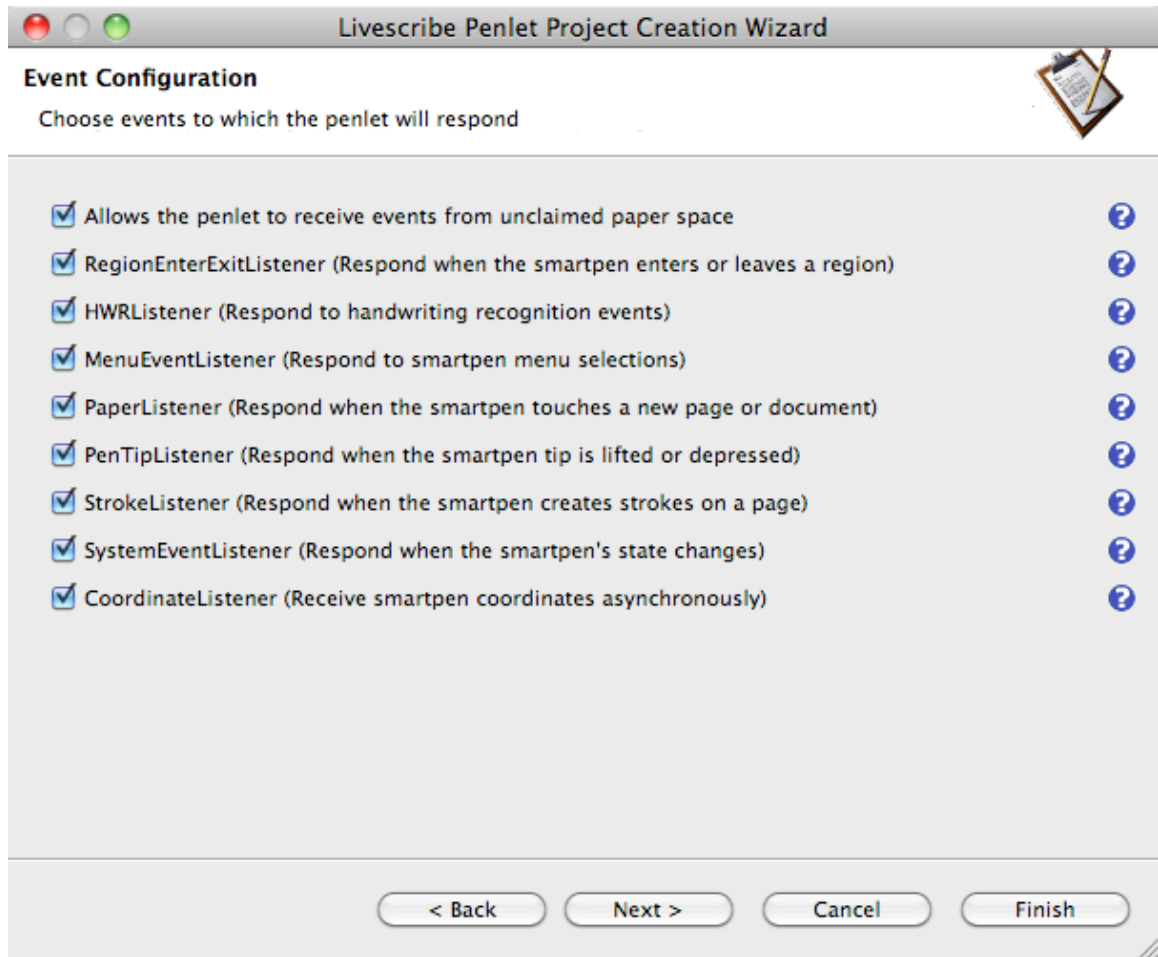 Livescribe Penlet Project Creation Wizard
Event Configuration
Choose events to which the penlet will respond
Allows the penlet to receive events from unclaimed paper space
RegionEnterExitListener (Respond when the smartpen enters or leaves a region)
HWRListener (Respond to handwriting recognition events)
MenuEventListener (Respond to smartpen menu selections)
PaperListener (Respond when the smartpen touches a new page or document)
PenTipListener (Respond when the smartpen tip is lifted or depressed)
StrokeListener (Respond when the smartpen creates strokes on a page)
SystemEventListener (Respond when the smartpen's state changes)
CoordinateListener (Receive smartpen coordinates asynchronously)
< Back Next > Cancel Finish